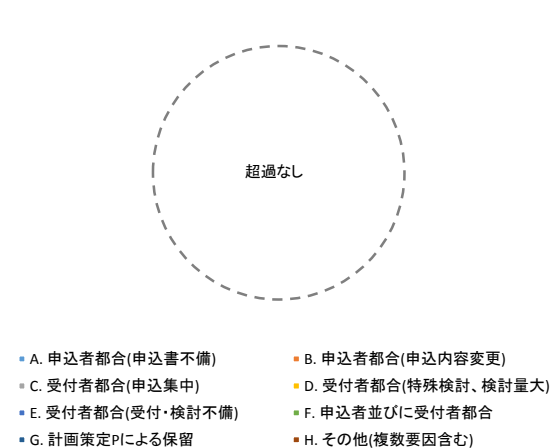 超過なし
A. 申込者都合(申込書不備)
B. 申込者都合(申込内容変更)
C. 受付者都合(申込集中)
D. 受付者都合(特殊検討、検討量大)
E. 受付者都合(受付・検討不備)
F. 申込者並びに受付者都合
G. 計画策定Pによる保留
H. その他(複数要因含む)